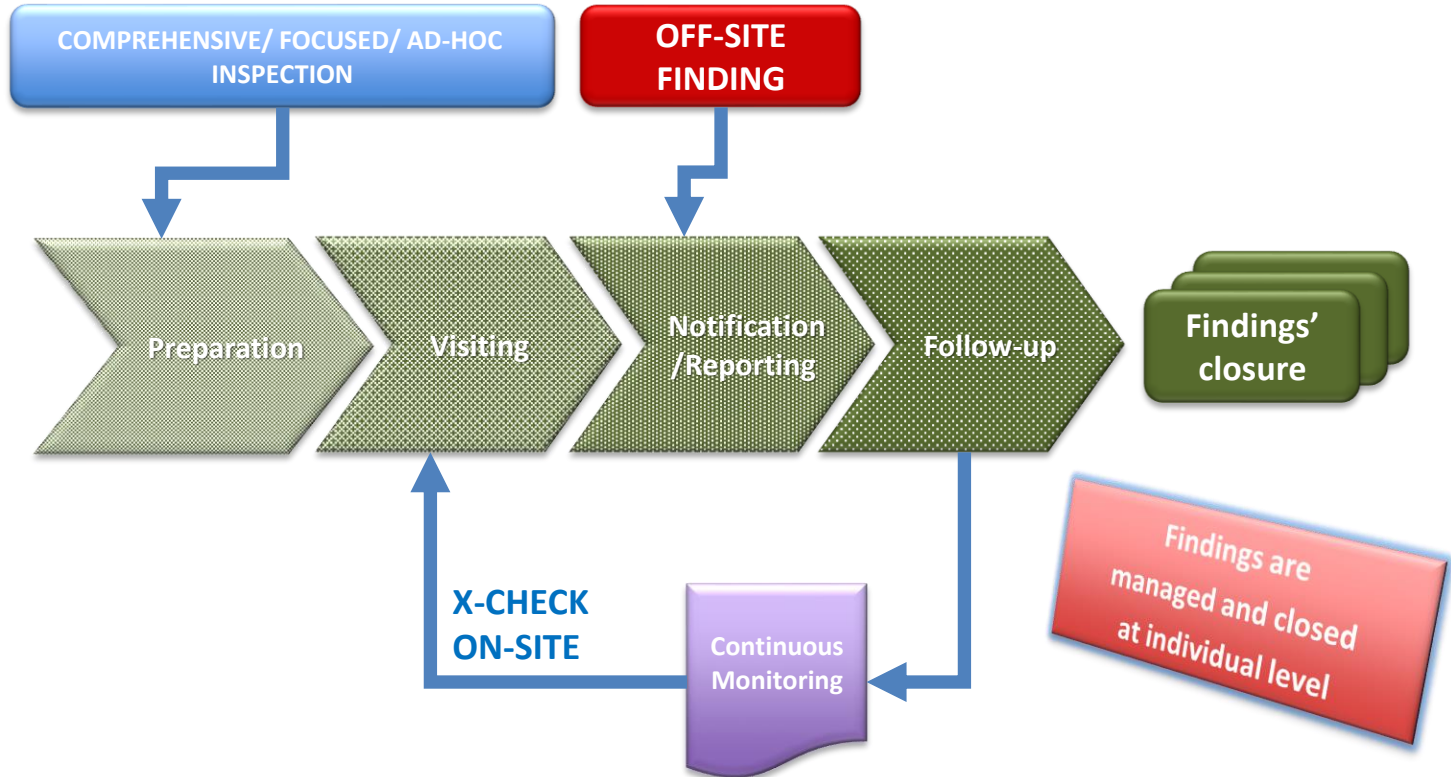 COMPREHENSIVE/ FOCUSED/ AD-HOC
INSPECTION
OFF-SITE
FINDING
Preparation
Visiting
Notification
/Reporting
Follow-up
Findings’
closure
X-CHECK
ON-SITE
Continuous
Monitoring
Findings are
managed and closed
at individual level